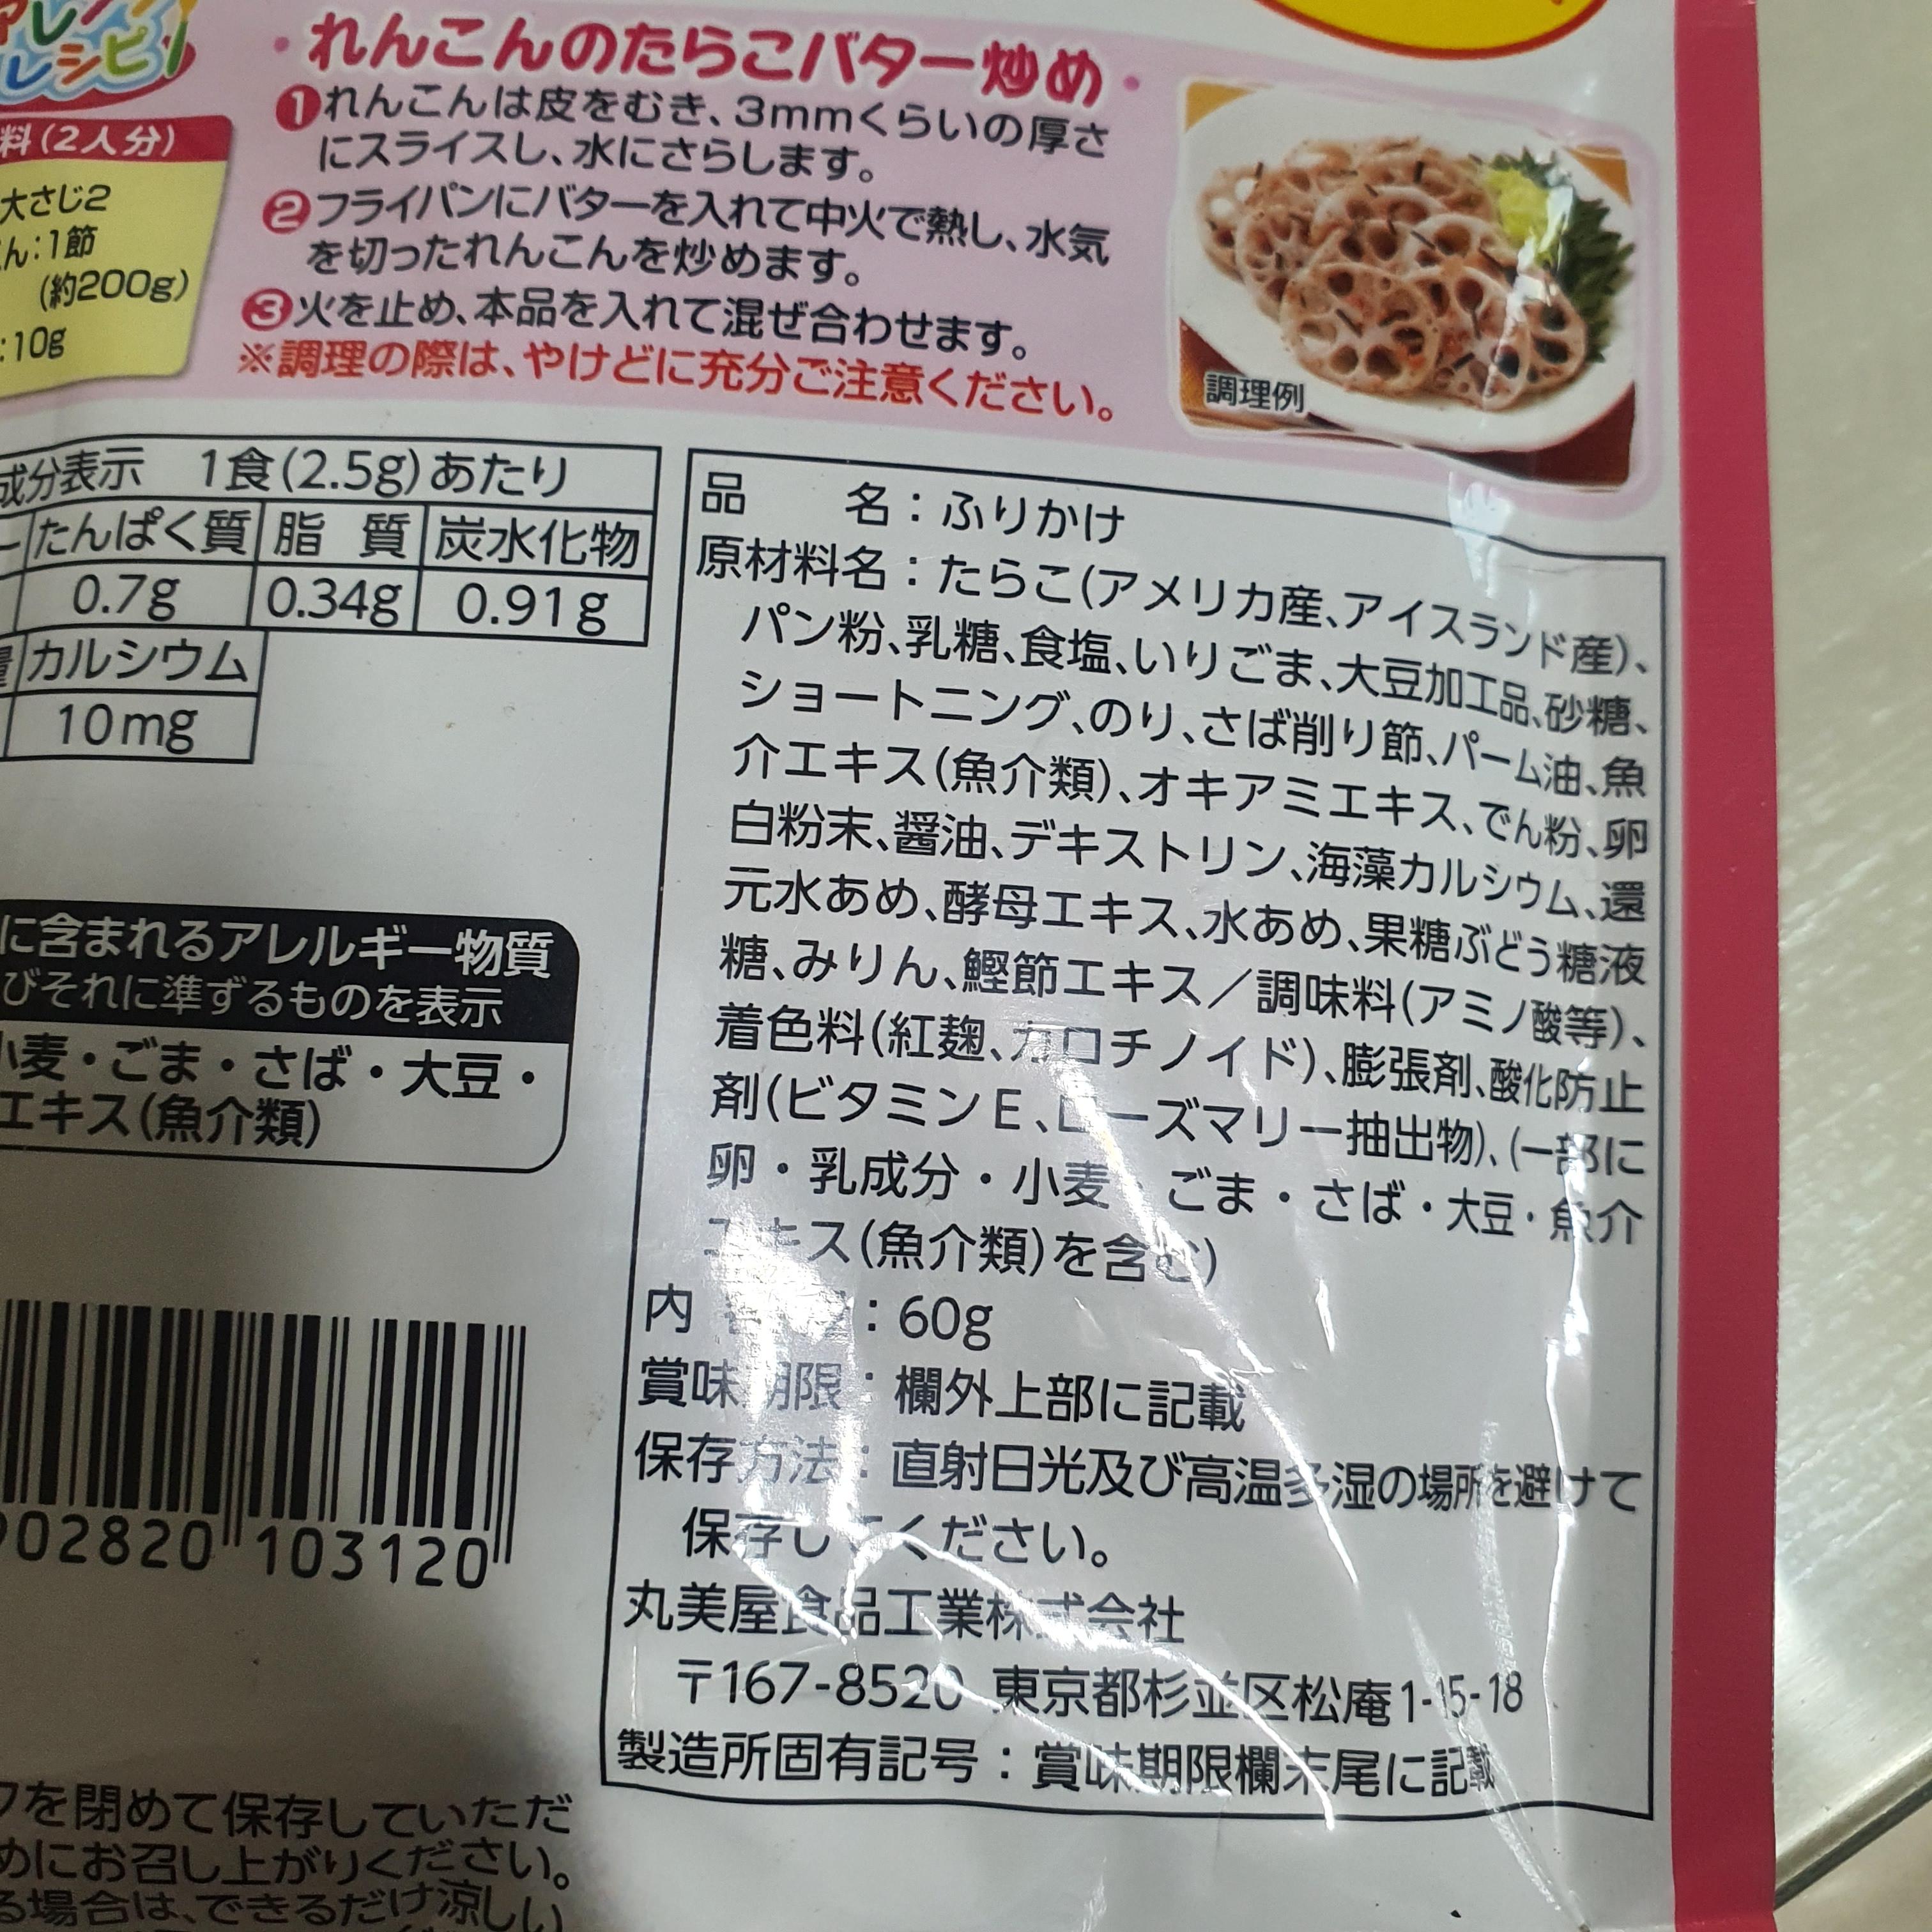 レシピ
・れんこんのたらこバター炒め・
①れんこんは皮をむき、3mmくらいの厚さ
にスライスし、水にさらします。
②フライパンにバターを入れて中火で熱し、水気
を切ったれんこんを炒めます。
③火を止め、本品を入れて混ぜ合わせます。
※調理の際は、やけどに充分ご注意ください。
調理例
料(2人分)
大さじ2
ん:1節
(約200g)
:10g
成分表示 1食(2.5g)あたり
たんぱく質 脂 質 炭水化物
0.7g 0.34g 0.91g
カルシウム
10mg
に含まれるアレルギー物質
びそれに準ずるものを表示
小麦・ごま・さば・大豆・
エキス(魚介類)
02820 103120
フを閉めて保存していただ
めにお召し上がりください。
る場合は、できるだけ涼しい
品 名:ふりかけ
原材料名:たらこ(アメリカ産、アイスランド産)、
パン粉、乳糖、食塩、いりごま、大豆加工品、砂糖、
ショートニング、のり、さば削り節、パーム油、魚
介エキス(魚介類)、オキアミエキス、でん粉、卵
白粉末、醤油、デキストリン、海藻カルシウム、還
元水あめ、酵母エキス、水あめ、果糖ぶどう糖液
糖、みりん、鰹節エキス/調味料(アミノ酸等)、
着色料(紅麹、カロチノイド)、膨張剤、酸化防止
剤(ビタミンE、ローズマリー抽出物)、(一部に
卵・乳成分・小麦・ごま・さば・大豆・魚介
エキス(魚介類)を含む)
内 容 量:60g
賞味期限:欄外上部に記載
保存方法:直射日光及び高温多湿の場所を避けて
保存してください。
丸美屋食品工業株式会社
〒167-8520 東京都杉並区松庵1-15-18
製造所固有記号:賞味期限欄末尾に記載